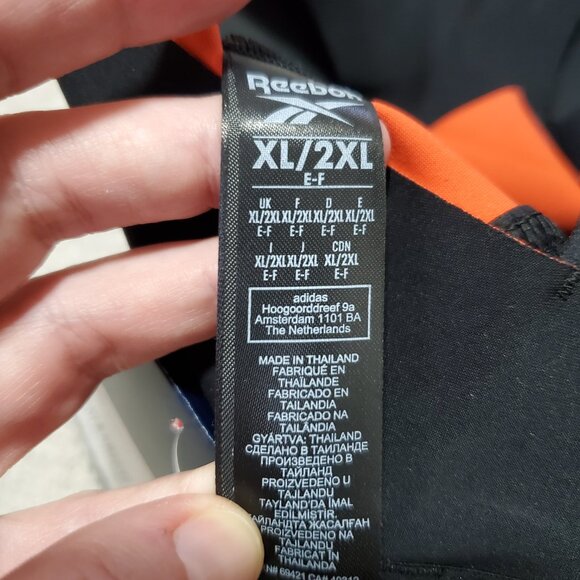 Reebok
XL/2XL
E-F
UK F D E
XL/2XL XL/2XL XL/2XL XL/2XL
E-F E-F E-F E-F
I J CDN
XL/2XL XL/2XL XL/2XL
E-F E-F E-F
adidas
Hoogoorddreef 9a
Amsterdam 1101 BA
The Netherlands
MADE IN THAILAND
FABRIQUÉ EN
THAÏLANDE
FABRICADO EN
TAILANDIA
FABRICADO NA
TAILÂNDIA
GYÁRTVA: THAILAND
СДЕЛАНО В ТАИЛАНДЕ
ПРОИЗВЕДЕНО В
ТАЙЛАНД
PROIZVEDENO U
TAJLANDU
TAYLAND'DA İMAL
EDİLMİŞTİR.
ТАЙЛАНДТА ЖАСАЛҒАН
PROIZVEDENO NA
TAJLANDU
FABRICAT ÎN
THAILANDA
69421